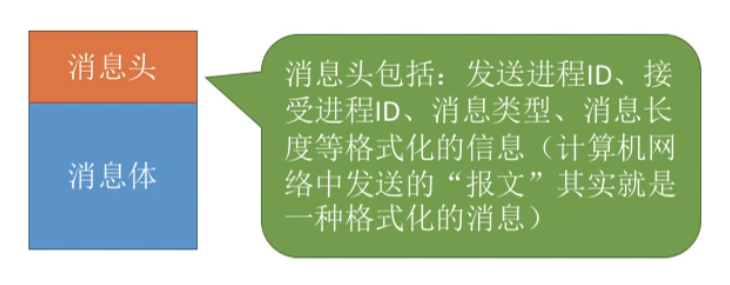 消息头
消息体
消息头包括：发送进程ID、接
受进程ID、消息类型、消息长
度等格式化的信息（计算机网
络中发送的“报文”其实就是
一种格式化的消息）